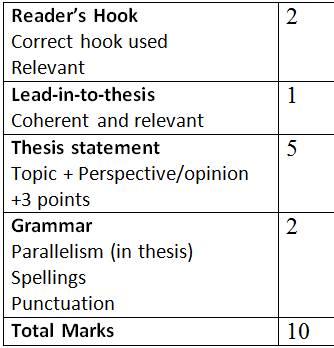 Reader's Hook 2
Correct hook used
Relevant
Lead-in-to-thesis 1
Coherent and relevant
Thesis statement 5
Topic + Perspective/opinion
+3 points
Grammar 2
Parallelism (in thesis)
Spellings
Punctuation
Total Marks 10